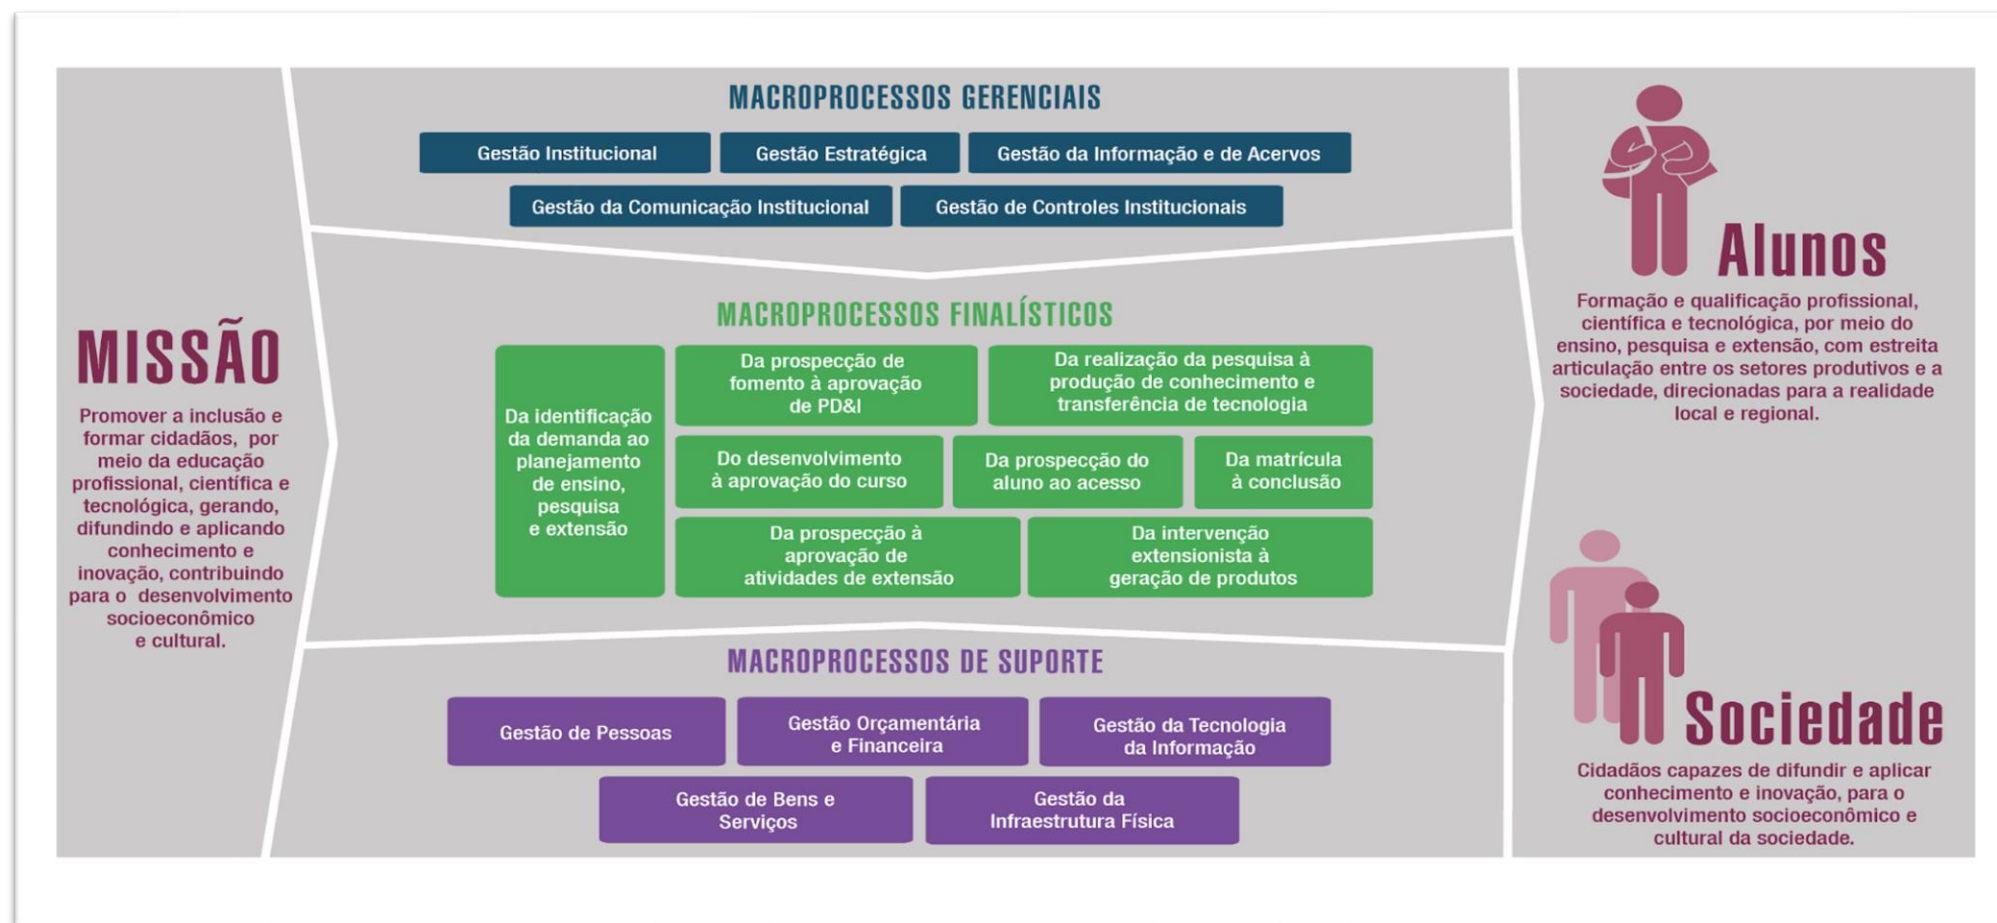 MISSÃO
Promover a inclusão e
formar cidadãos, por
meio da educação
profissional, científica e
tecnológica, gerando,
difundindo e aplicando
conhecimento e
inovação, contribuindo
para o desenvolvimento
socioeconômico
e cultural.
MACROPROCESSOS GERENCIAIS
Gestão Institucional
Gestão Estratégica
Gestão da Informação e de Acervos
Gestão da Comunicação Institucional
Gestão de Controles Institucionais
MACROPROCESSOS FINALÍSTICOS
Da identificação
da demanda ao
planejamento
de ensino,
pesquisa
e extensão
Da prospecção de
fomento à aprovação
de PD&I
Da realização da pesquisa à
produção de conhecimento e
transferência de tecnologia
Do desenvolvimento
à aprovação do curso
Da prospecção do
aluno ao acesso
Da matrícula
à conclusão
Da prospecção à
aprovação de
atividades de extensão
Da intervenção
extensionista à
geração de produtos
MACROPROCESSOS DE SUPORTE
Gestão de Pessoas
Gestão Orçamentária
e Financeira
Gestão da Tecnologia
da Informação
Gestão de Bens e
Serviços
Gestão da
Infraestrutura Física
Alunos
Formação e qualificação profissional,
científica e tecnológica, por meio do
ensino, pesquisa e extensão, com estreita
articulação entre os setores produtivos e a
sociedade, direcionadas para a realidade
local e regional.
Sociedade
Cidadãos capazes de difundir e aplicar
conhecimento e inovação, para o
desenvolvimento socioeconômico e
cultural da sociedade.